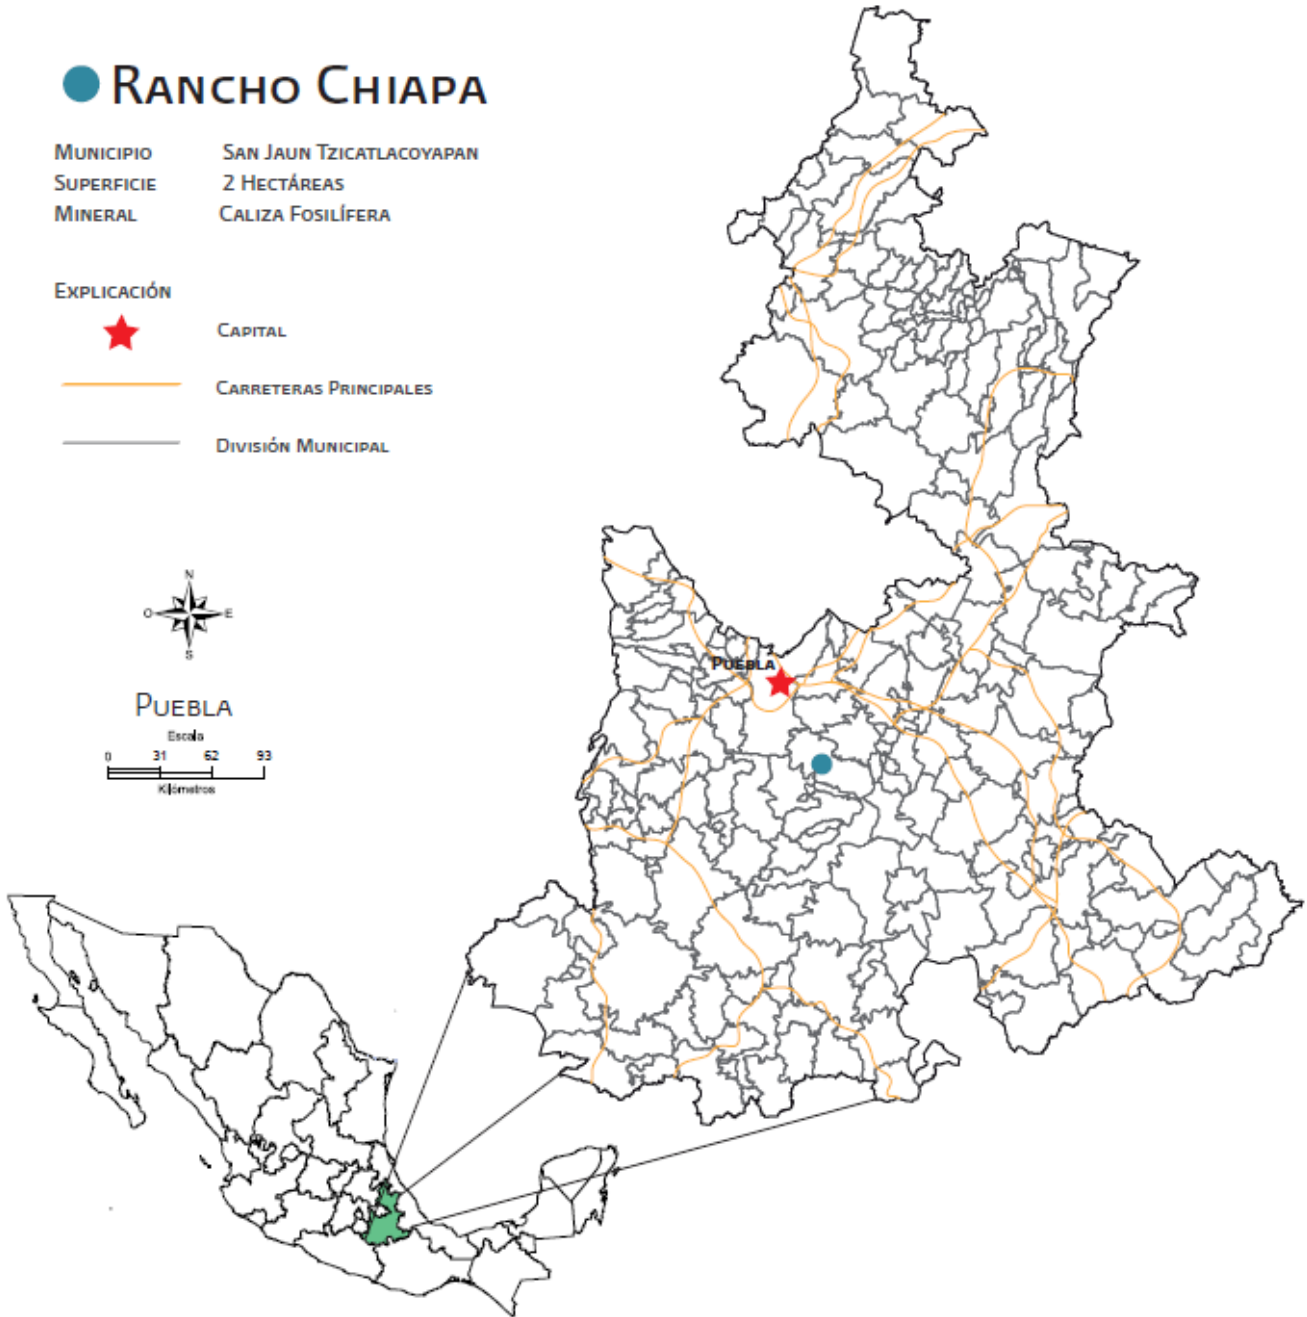 Rancho Chiapa
Municipio San Jaun Tzicatlacoyapan
Superficie 2 Hectáreas
Mineral Caliza Fosilífera
Explicación
Capital
Carreteras Principales
División Municipal
N
O E
S
Puebla
Puebla
Escala
0 31 62 93
Kilómetros